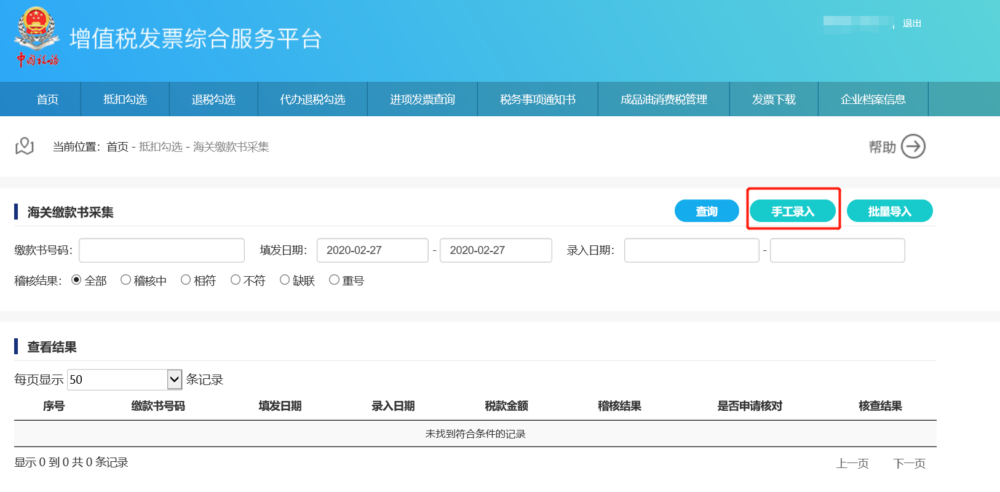 退出
增值税发票综合服务平台
中国税务
首页 抵扣勾选 退税勾选 代办退税勾选 进项发票查询 税务事项通知书 成品油消费税管理 发票下载 企业档案信息
当前位置：首页 - 抵扣勾选 - 海关缴款书采集 帮助
海关缴款书采集 查询 手工录入 批量导入
缴款书号码： 填发日期： 2020-02-27 - 2020-02-27 录入日期： -
稽核结果： 全部 稽核中 相符 不符 缺联 重号
查看结果
每页显示 50 条记录
序号 缴款书号码 填发日期 录入日期 税款金额 稽核结果 是否申请核对 核查结果
未找到符合条件的记录
显示 0 到 0 共 0 条记录 上一页 下一页